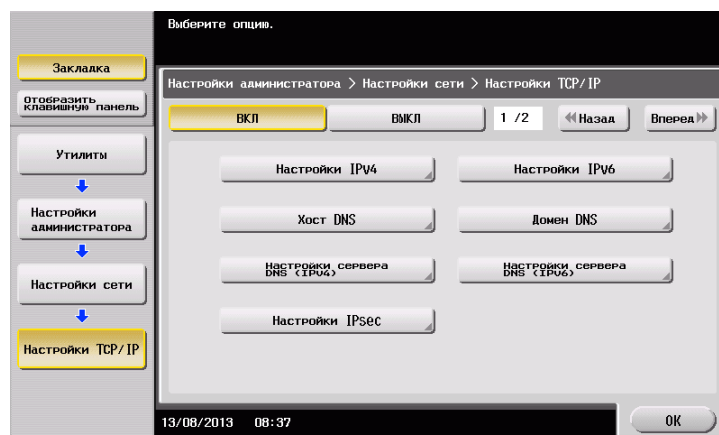 Выберите опцию.
Закладка
Отобразить
клавишную панель
Утилиты
Настройки
администратора
Настройки сети
Настройки TCP/IP
Настройки администратора > Настройки сети > Настройки TCP/IP
ВКЛ ВЫКЛ 1 /2 Назад Вперед
Настройки IPv4 Настройки IPv6
Хост DNS Домен DNS
Настройки сервера
DNS (IPv4)
Настройки сервера
DNS (IPv6)
Настройки IPsec
13/08/2013 08:37
OK